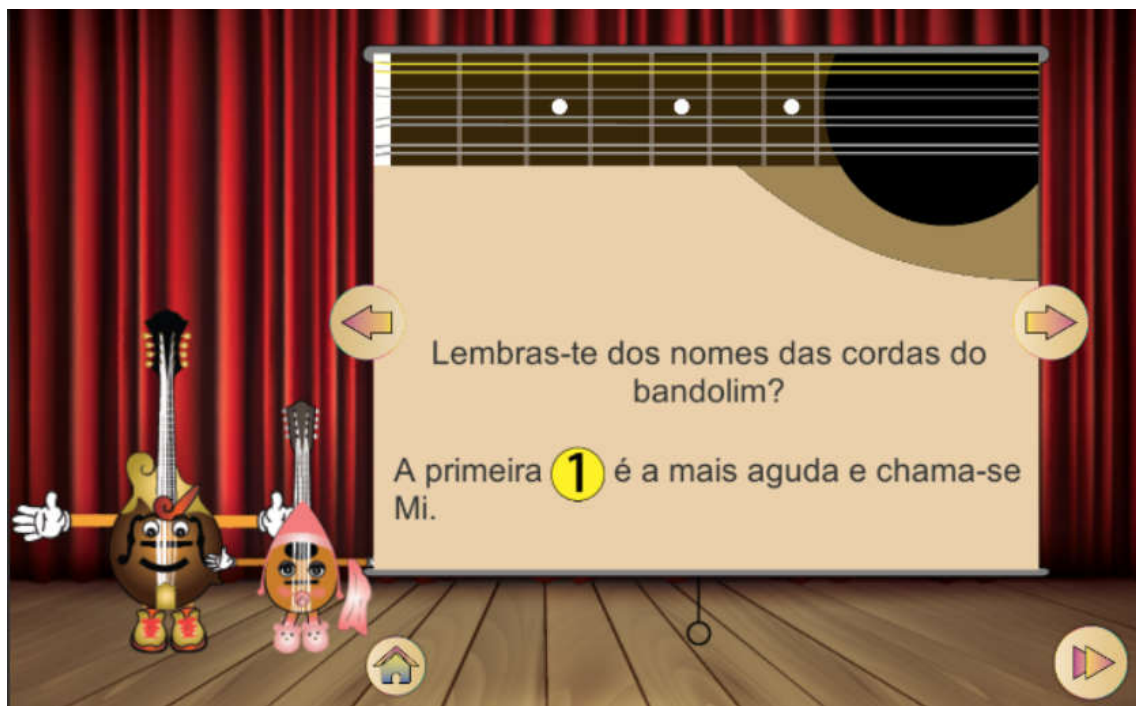 Lembras-te dos nomes das cordas do
bandolim?
A primeira 1 é a mais aguda e chama-se
Mi.